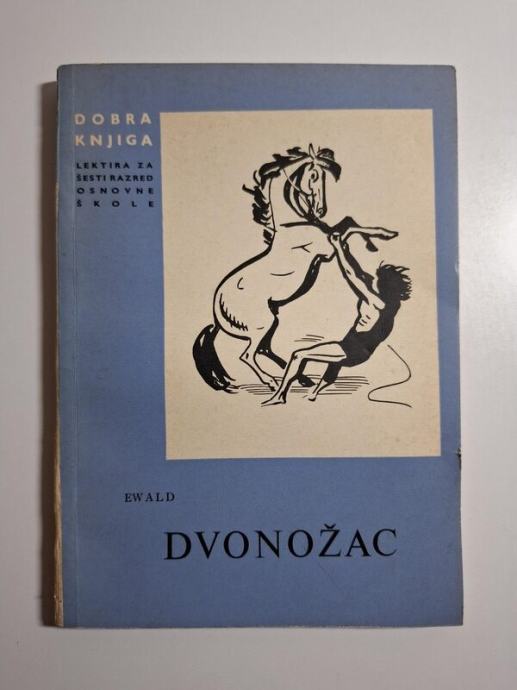 DOBRA
KNJIGA
LEKTIRA ZA
ŠESTI RAZRED
OSNOVNE
ŠKOLE
EWALD
DVONOŽAC